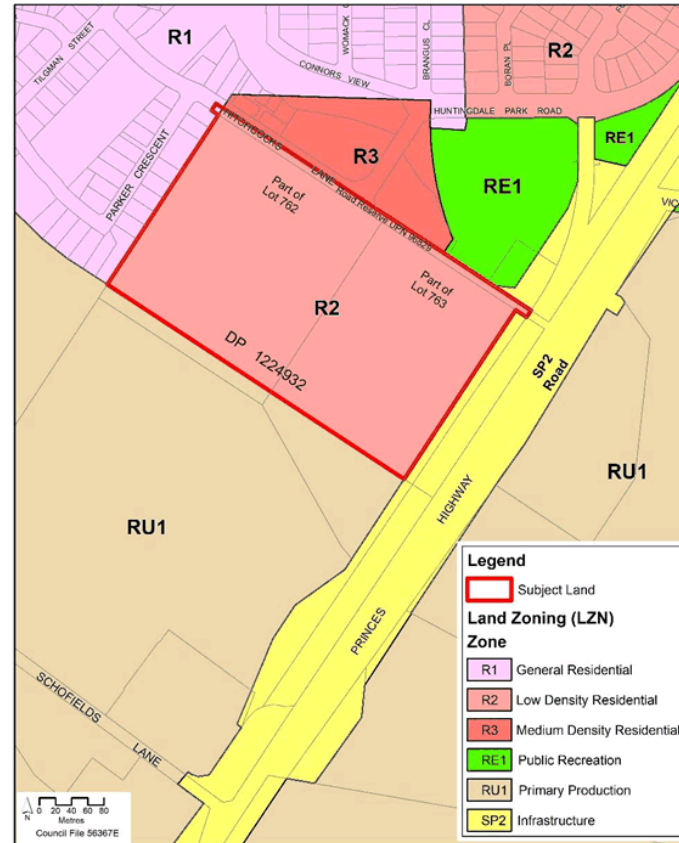 R1
TILGMAN STREET
WOMACK C
BRANGUS CL
BORAN PL
R2
CONNORS VIEW
HUNTINGDALE PARK ROAD
RE1
R3
RE1
HITCHCOCKS LANE Road Reserve UPN 96829
PARKER CRESCENT
Part of
Lot 762
Part of
Lot 763
VIC
R2
DP 1224932
SP2
Road
RU1
RU1
PRINCES HIGHWAY
SCHOFIELDS LANE
Legend
Subject Land
Land Zoning (LZN)
Zone
R1 General Residential
R2 Low Density Residential
R3 Medium Density Residential
RE1 Public Recreation
RU1 Primary Production
SP2 Infrastructure
N
0 20 40 60 80
Metres
Council File 56367E